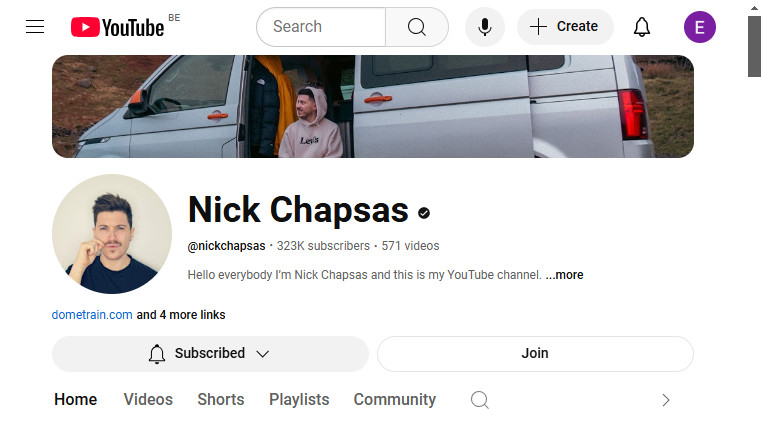 YouTube BE
Search
Create
E
Levi's
Nick Chapsas
@nickchapsas • 323K subscribers • 571 videos
Hello everybody I'm Nick Chapsas and this is my YouTube channel. ...more
dometrain.com and 4 more links
Subscribed
Join
Home Videos Shorts Playlists Community